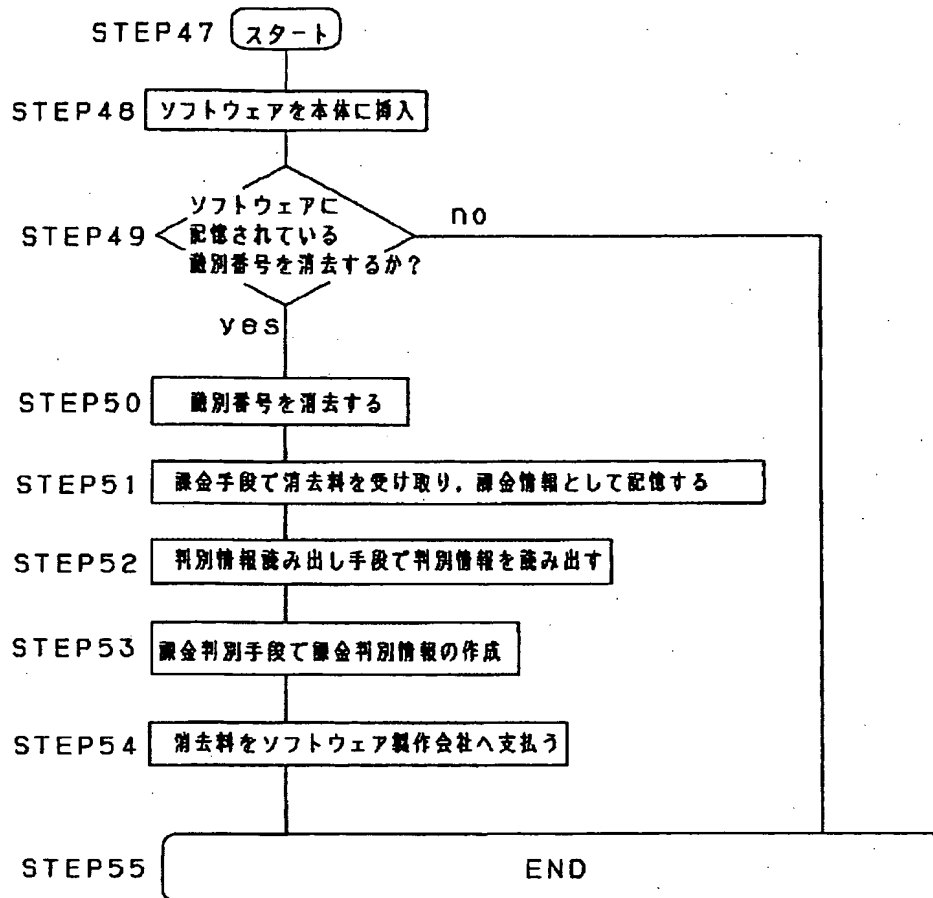 STEP47 スタート
STEP48 ソフトウェアを本体に挿入
ソフトウェアに
STEP49 記憶されている
識別番号を消去するか?
no
yes
STEP50 識別番号を消去する
STEP51 課金手段で消去料を受け取り,課金情報として記憶する
STEP52 判別情報読み出し手段で判別情報を読み出す
STEP53 課金判別手段で課金判別情報の作成
STEP54 消去料をソフトウェア製作会社へ支払う
STEP55 END